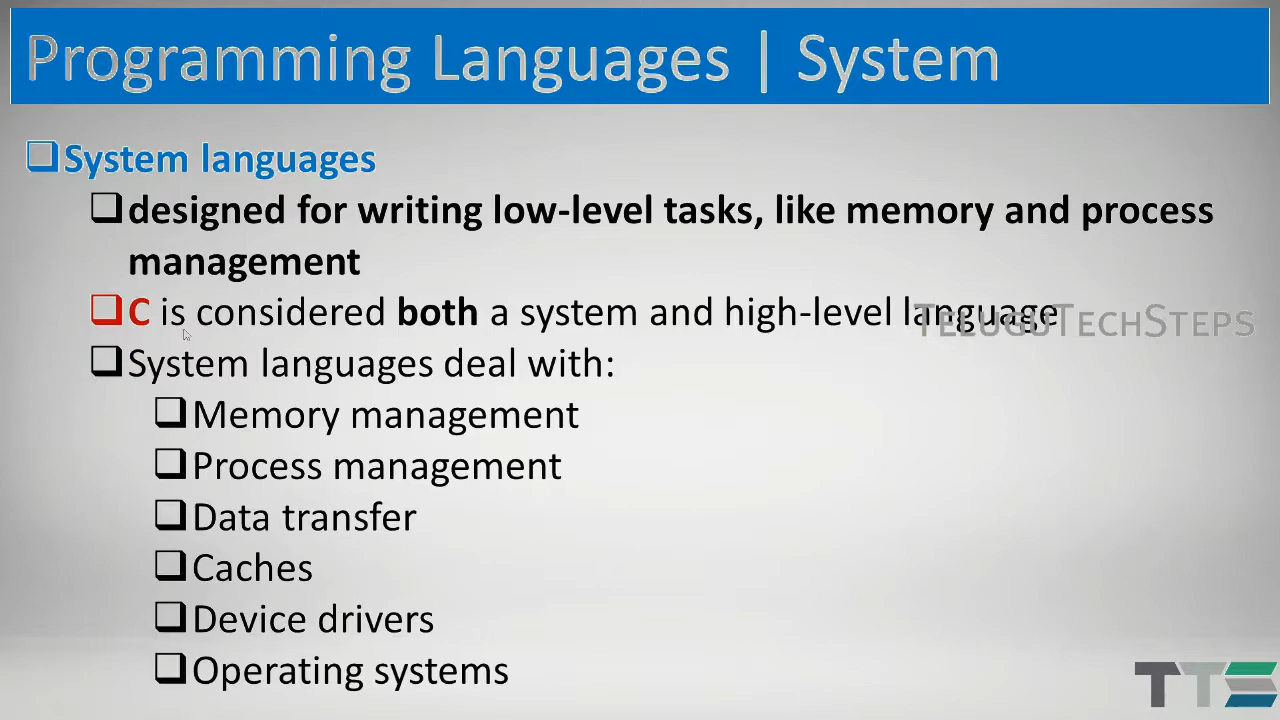 Programming Languages | System
System languages
designed for writing low-level tasks, like memory and process
management
C is considered both a system and high-level language
TELUGUTECHSTEPS
System languages deal with:
Memory management
Process management
Data transfer
Caches
Device drivers
Operating systems
TTS